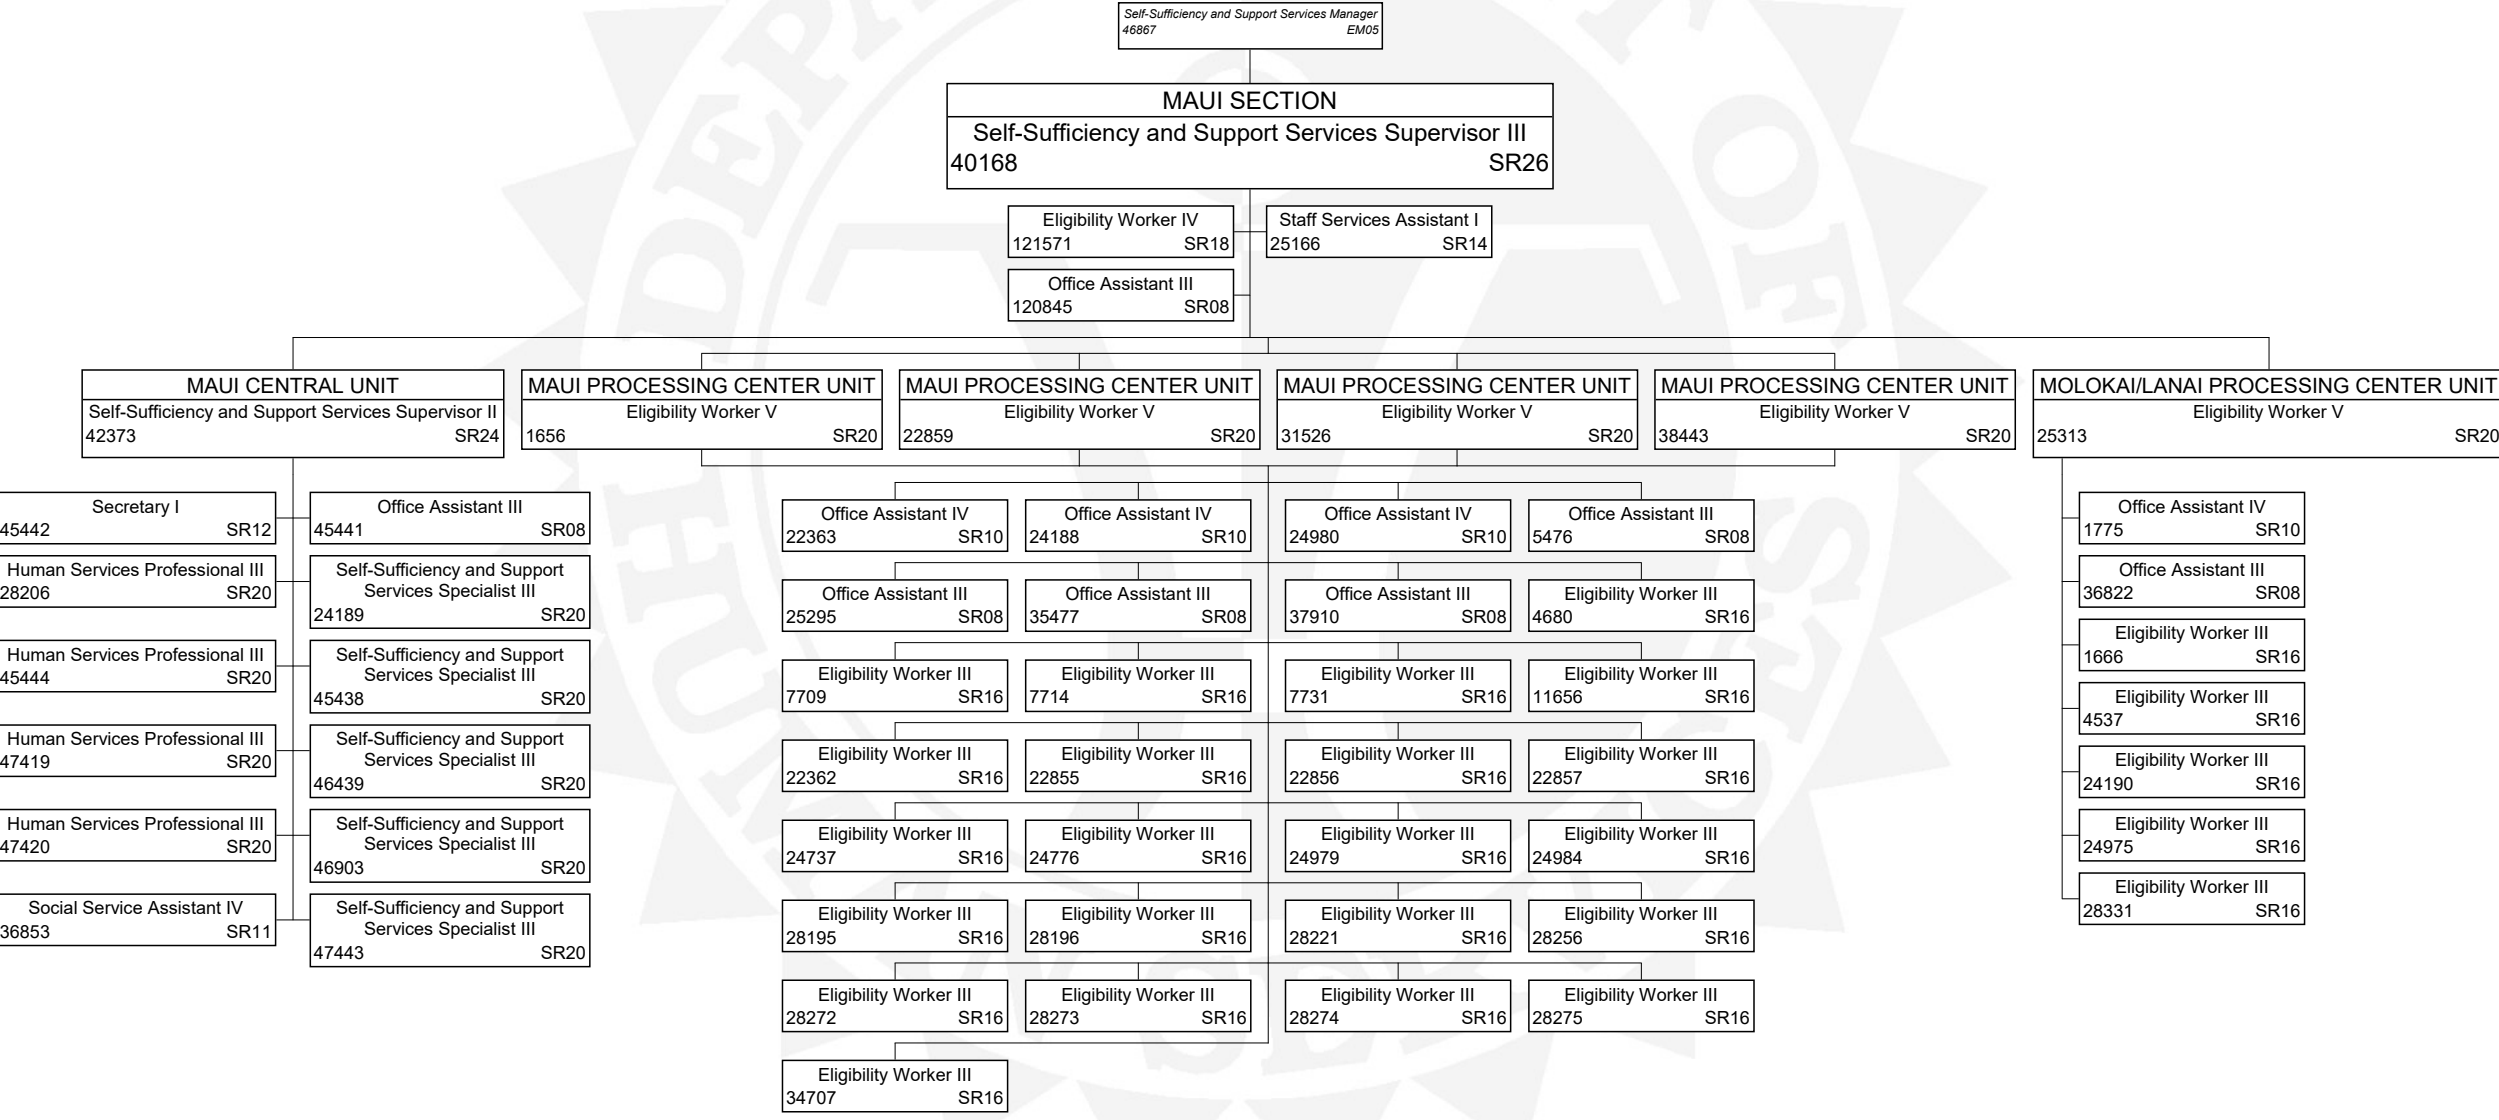 Self-Sufficiency and Support Services Manager
46867 EM05
MAUI SECTION
Self-Sufficiency and Support Services Supervisor III
40168 SR26
Eligibility Worker IV
121571 SR18
Staff Services Assistant I
25166 SR14
Office Assistant III
120845 SR08
MAUI CENTRAL UNIT
Self-Sufficiency and Support Services Supervisor II
42373 SR24
MAUI PROCESSING CENTER UNIT
Eligibility Worker V
1656 SR20
MAUI PROCESSING CENTER UNIT
Eligibility Worker V
22859 SR20
MAUI PROCESSING CENTER UNIT
Eligibility Worker V
31526 SR20
MAUI PROCESSING CENTER UNIT
Eligibility Worker V
38443 SR20
MOLOKAI/LANAI PROCESSING CENTER UNIT
Eligibility Worker V
25313 SR20
Secretary I
45442 SR12
Office Assistant III
45441 SR08
Human Services Professional III
28206 SR20
Self-Sufficiency and Support
Services Specialist III
24189 SR20
Human Services Professional III
45444 SR20
Self-Sufficiency and Support
Services Specialist III
45438 SR20
Human Services Professional III
47419 SR20
Self-Sufficiency and Support
Services Specialist III
46439 SR20
Human Services Professional III
47420 SR20
Self-Sufficiency and Support
Services Specialist III
46903 SR20
Social Service Assistant IV
36853 SR11
Self-Sufficiency and Support
Services Specialist III
47443 SR20
Office Assistant IV
22363 SR10
Office Assistant IV
24188 SR10
Office Assistant IV
24980 SR10
Office Assistant III
5476 SR08
Office Assistant III
25295 SR08
Office Assistant III
35477 SR08
Office Assistant III
37910 SR08
Eligibility Worker III
4680 SR16
Eligibility Worker III
7709 SR16
Eligibility Worker III
7714 SR16
Eligibility Worker III
7731 SR16
Eligibility Worker III
11656 SR16
Eligibility Worker III
22362 SR16
Eligibility Worker III
22855 SR16
Eligibility Worker III
22856 SR16
Eligibility Worker III
22857 SR16
Eligibility Worker III
24737 SR16
Eligibility Worker III
24776 SR16
Eligibility Worker III
24979 SR16
Eligibility Worker III
24984 SR16
Eligibility Worker III
28195 SR16
Eligibility Worker III
28196 SR16
Eligibility Worker III
28221 SR16
Eligibility Worker III
28256 SR16
Eligibility Worker III
28272 SR16
Eligibility Worker III
28273 SR16
Eligibility Worker III
28274 SR16
Eligibility Worker III
28275 SR16
Eligibility Worker III
34707 SR16
Office Assistant IV
1775 SR10
Office Assistant III
36822 SR08
Eligibility Worker III
1666 SR16
Eligibility Worker III
4537 SR16
Eligibility Worker III
24190 SR16
Eligibility Worker III
24975 SR16
Eligibility Worker III
28331 SR16